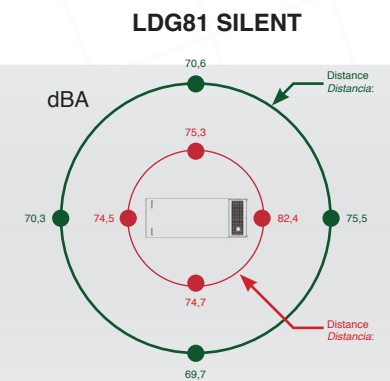 LDG81 SILENT
70,6
Distance
Distancia:
dBA
75,3
70,3
74,5
82,4
75,5
74,7
Distance
Distancia:
69,7